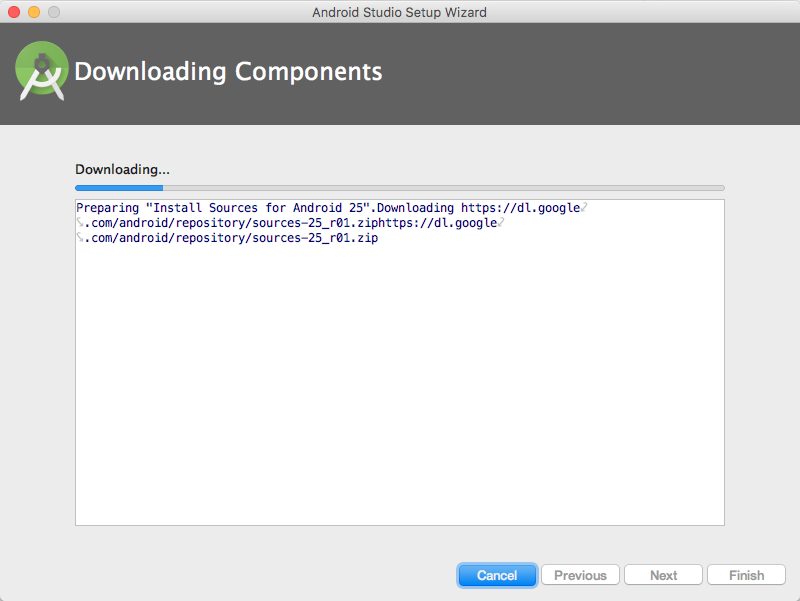 Android Studio Setup Wizard
Downloading Components
Downloading...
Preparing "Install Sources for Android 25".Downloading https://dl.google
.com/android/repository/sources-25_r01.ziphttps://dl.google
.com/android/repository/sources-25_r01.zip
Cancel Previous Next Finish